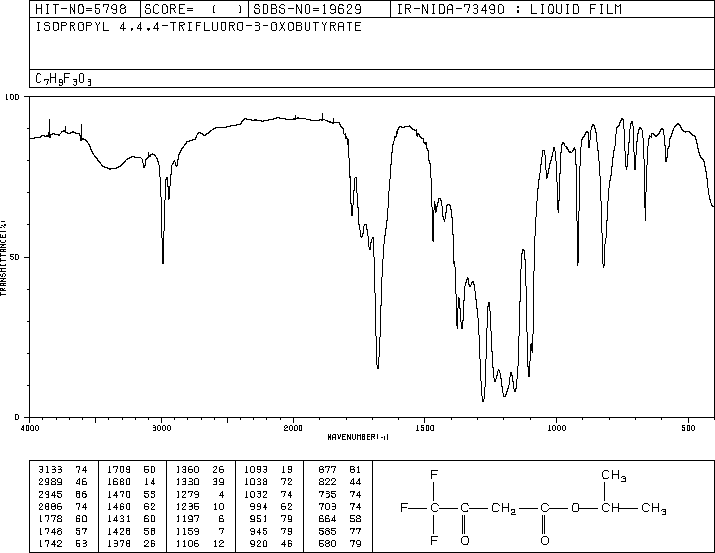 HIT-NO=5798 SCORE= ( ) SDBS-NO=19629 IR-NIDA-73490 : LIQUID FILM
ISOPROPYL 4,4,4-TRIFLUORO-3-OXOBUTYRATE
C7H9F3O3
100
50
0
TRANSMITTANCE(%)
4000 3000 2000 1500 1000 500
WAVENUMBER(-1)
3133 74 1709 50 1360 26 1093 19 877 81
2989 46 1680 14 1330 39 1038 72 822 44
2945 66 1470 53 1279 4 1032 74 735 74
2886 74 1460 62 1236 10 994 62 703 74
1778 60 1431 60 1197 6 951 79 664 58
1748 57 1428 58 1159 7 945 79 585 77
1742 53 1378 26 1106 12 920 46 580 79
CH3
F
F C C CH2 C O CH CH3
F O O